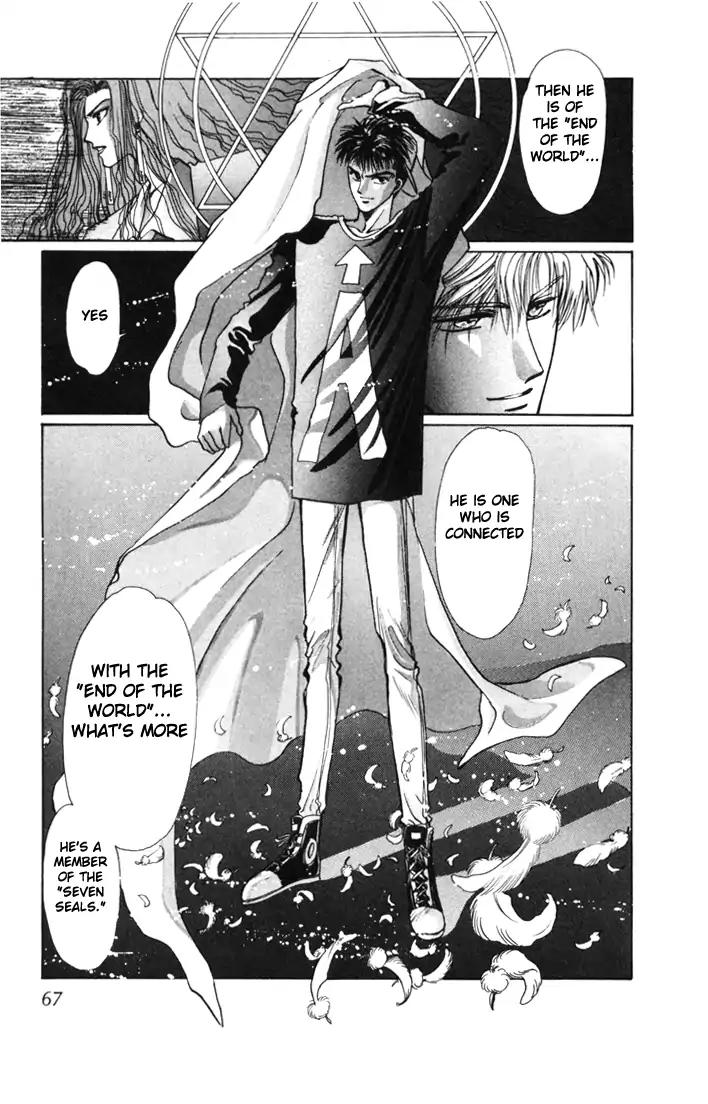 THEN HE
IS OF
THE "END
OF THE
WORLD"...
YES
HE IS ONE
WHO IS
CONNECTED
WITH THE
"END OF THE
WORLD"...
WHAT'S MORE
HE'S A
MEMBER
OF THE
"SEVEN
SEALS."
67